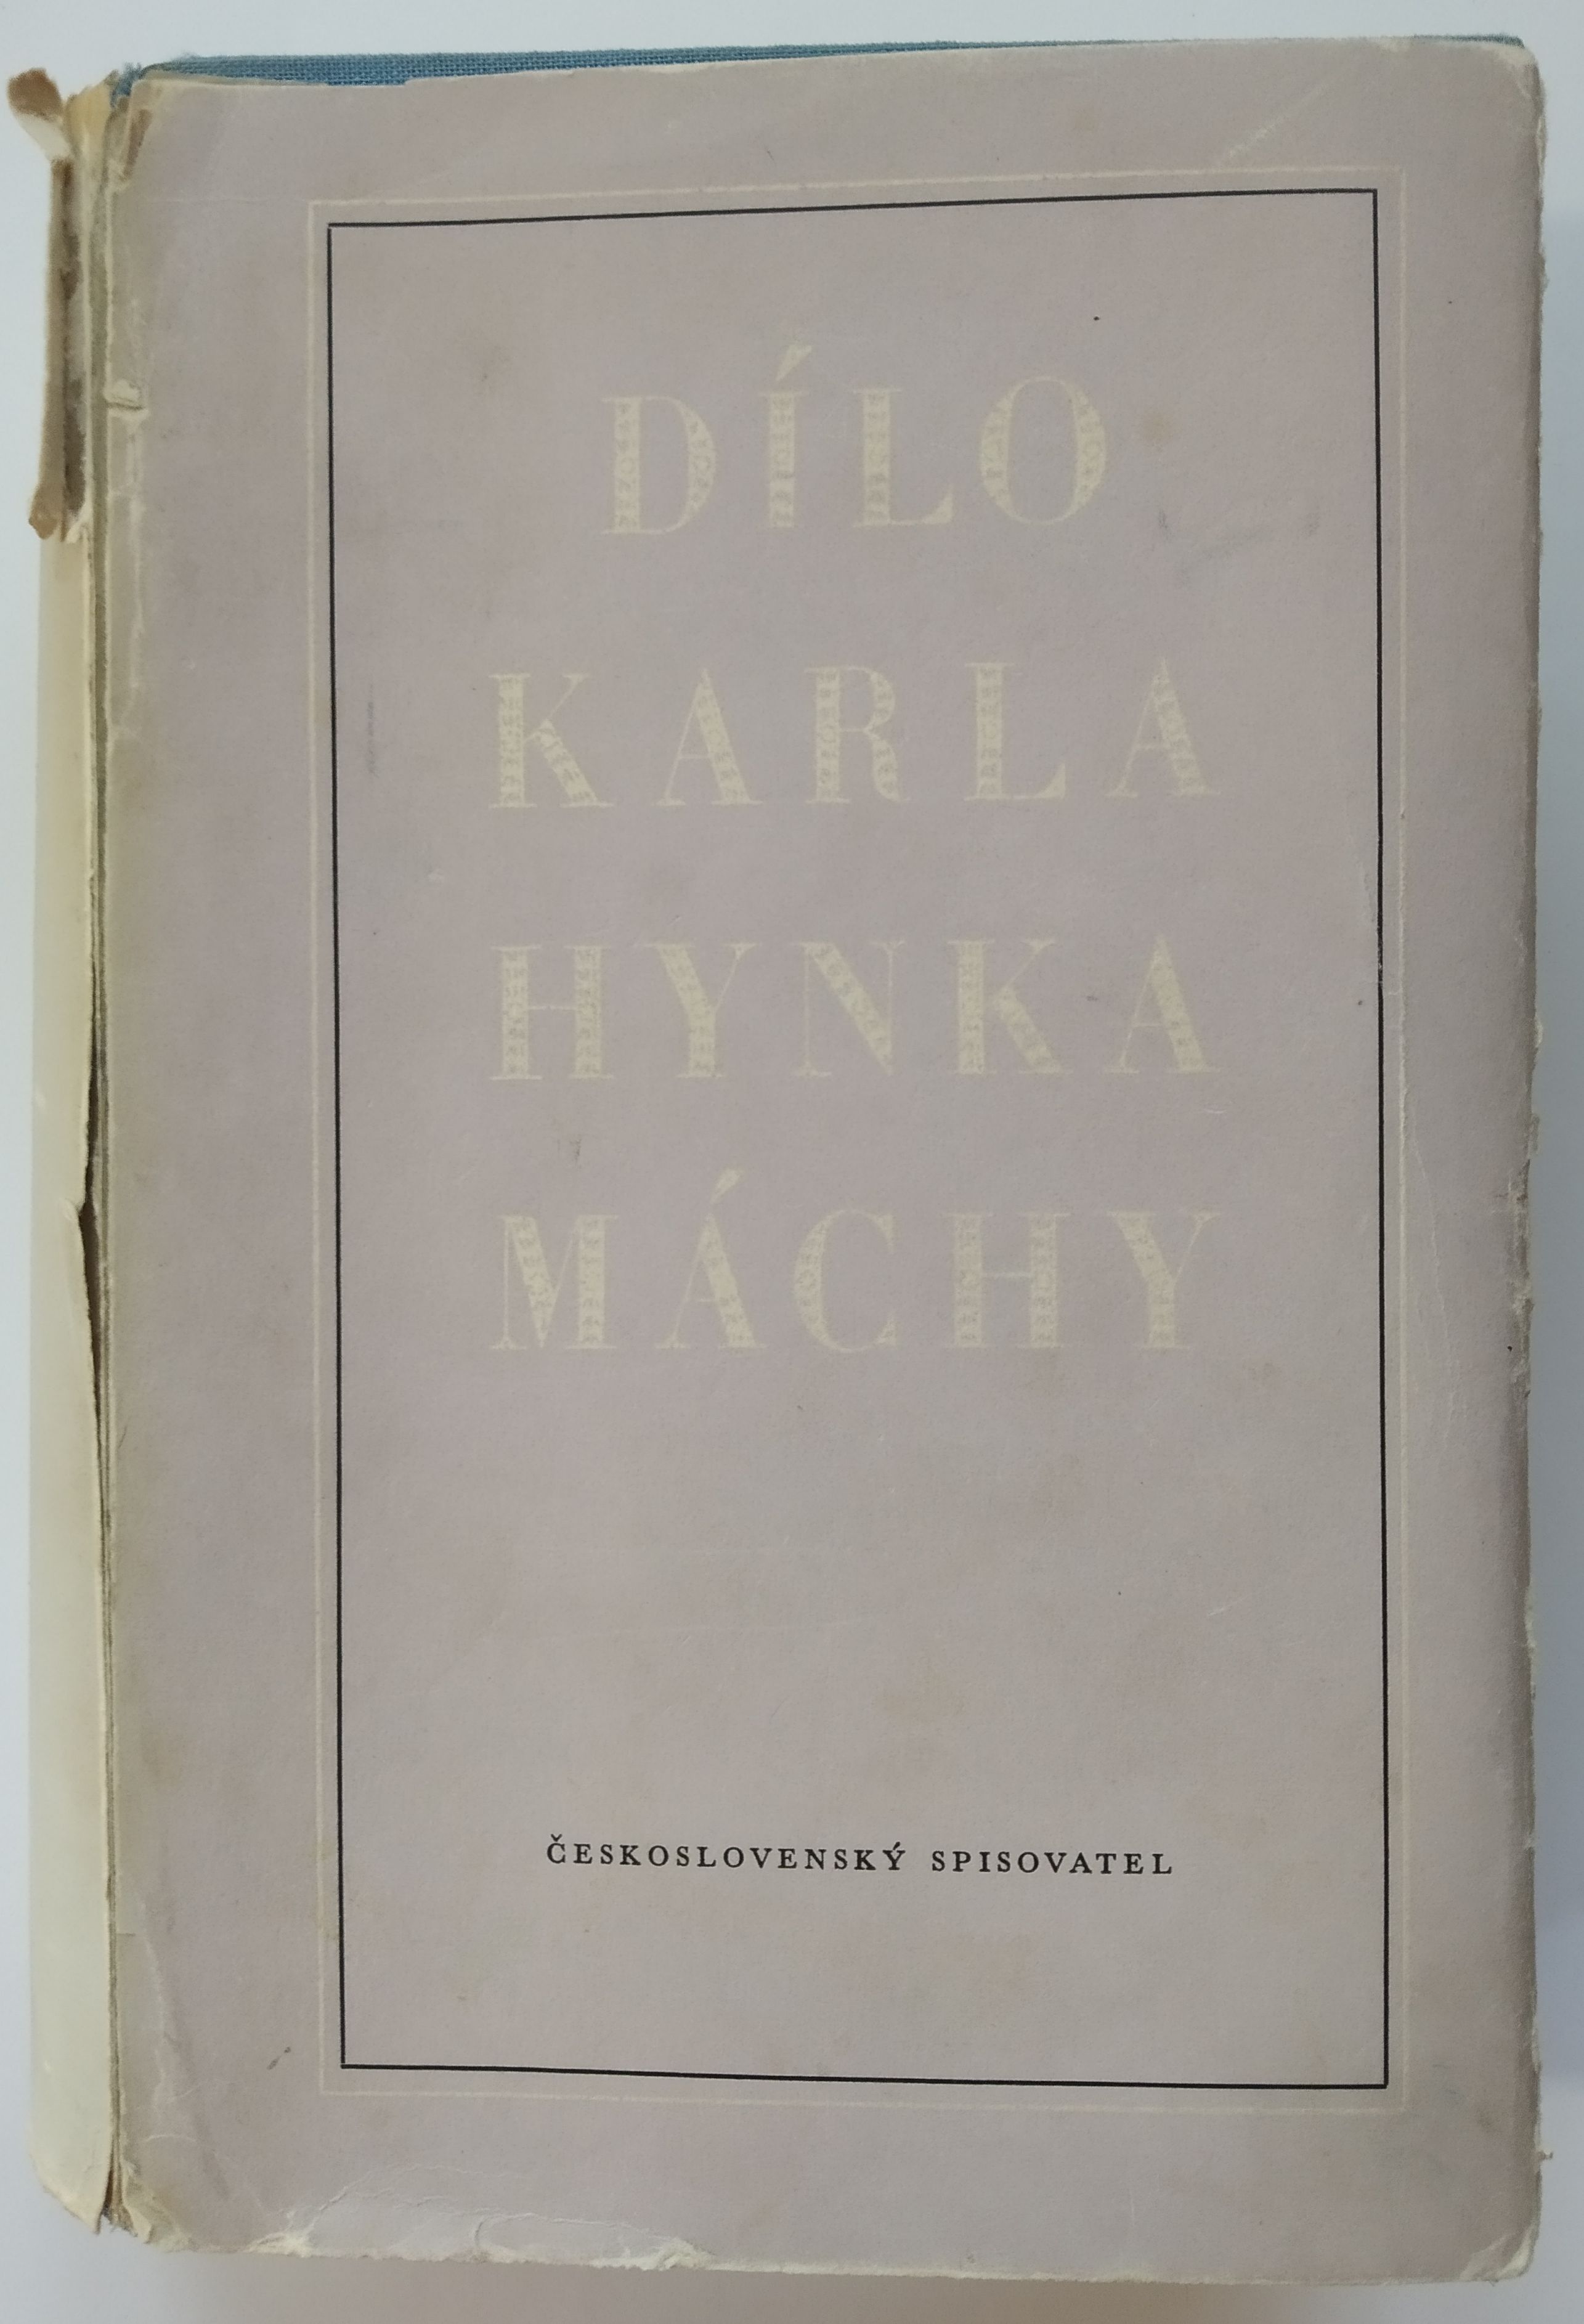 DÍLO
KARLA
HYNKA
MÁCHY
ČESKOSLOVENSKÝ SPISOVATEL